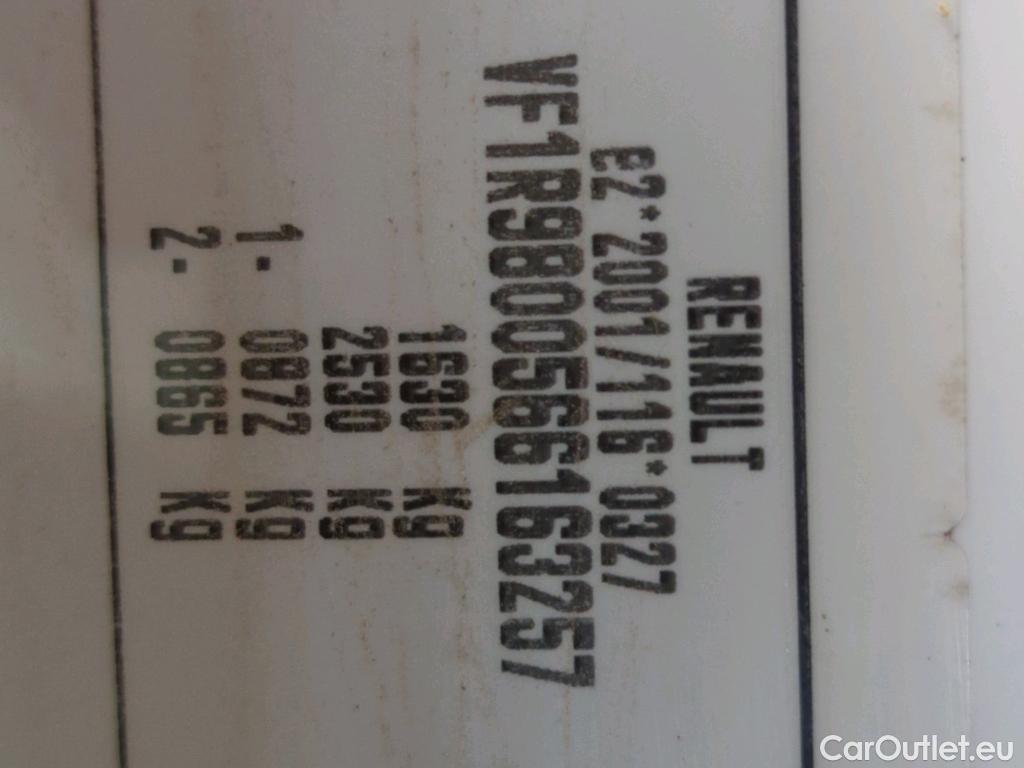 RENAULT
E2*2001/116*0327
VF1R9800566163257
1630 Kg
2530 Kg
1- 0872 Kg
2- 0865 Kg
CarOutlet.eu